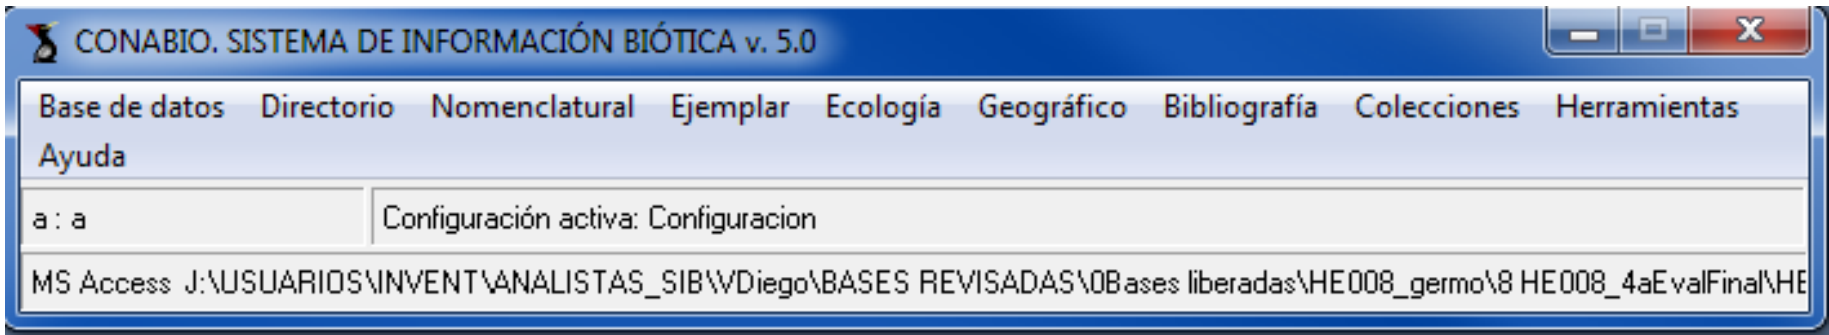 CONABIO. SISTEMA DE INFORMACIÓN BIÓTICA v. 5.0
Base de datos Directorio Nomenclatural Ejemplar Ecología Geográfico Bibliografía Colecciones Herramientas
Ayuda
a : a Configuración activa: Configuracion
MS Access J:\USUARIOS\INVENT\ANALISTAS_SIB\VDiego\BASES REVISADAS\0Bases liberadas\HE008_germo\8 HE008_4aEvalFinal\HE